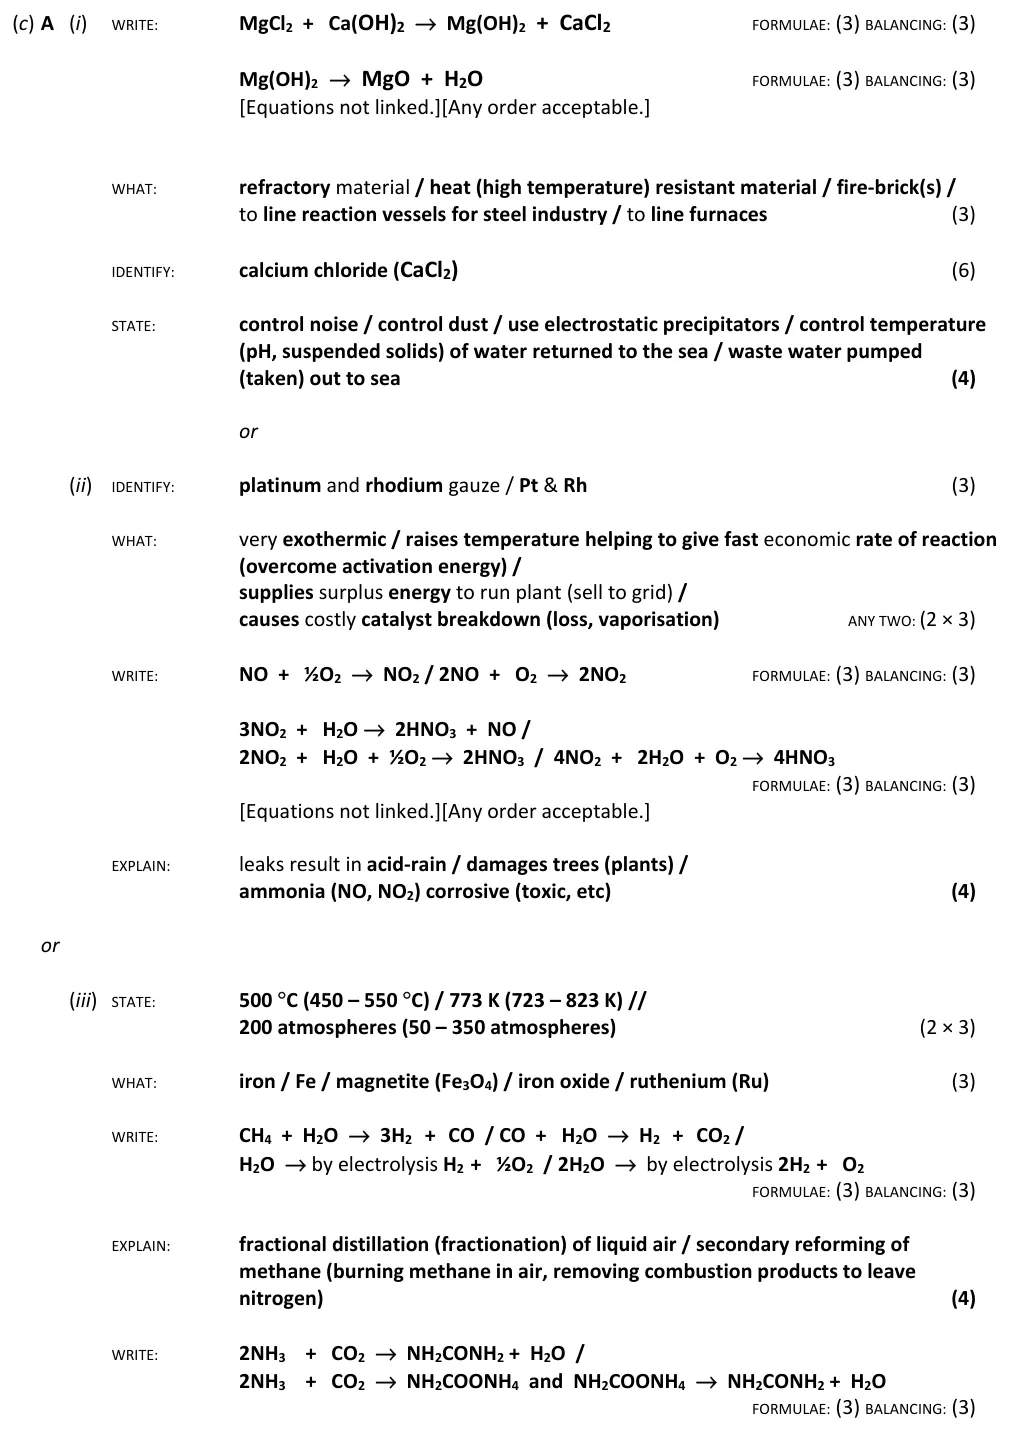 (c) A (i) WRITE: MgCl₂ + Ca(OH)₂ → Mg(OH)₂ + CaCl₂ FORMULAE: (3) BALANCING: (3)
Mg(OH)₂ → MgO + H₂O FORMULAE: (3) BALANCING: (3)
[Equations not linked.][Any order acceptable.]
WHAT: refractory material / heat (high temperature) resistant material / fire-brick(s) /
to line reaction vessels for steel industry / to line furnaces (3)
IDENTIFY: calcium chloride (CaCl₂) (6)
STATE: control noise / control dust / use electrostatic precipitators / control temperature
(pH, suspended solids) of water returned to the sea / waste water pumped
(taken) out to sea (4)
or
(ii) IDENTIFY: platinum and rhodium gauze / Pt & Rh (3)
WHAT: very exothermic / raises temperature helping to give fast economic rate of reaction
(overcome activation energy) /
supplies surplus energy to run plant (sell to grid) /
causes costly catalyst breakdown (loss, vaporisation) ANY TWO: (2 × 3)
WRITE: NO + ½O₂ → NO₂ / 2NO + O₂ → 2NO₂ FORMULAE: (3) BALANCING: (3)
3NO₂ + H₂O → 2HNO₃ + NO /
2NO₂ + H₂O + ½O₂ → 2HNO₃ / 4NO₂ + 2H₂O + O₂ → 4HNO₃
FORMULAE: (3) BALANCING: (3)
[Equations not linked.][Any order acceptable.]
EXPLAIN: leaks result in acid-rain / damages trees (plants) /
ammonia (NO, NO₂) corrosive (toxic, etc) (4)
or
(iii) STATE: 500 °C (450 – 550 °C) / 773 K (723 – 823 K) //
200 atmospheres (50 – 350 atmospheres) (2 × 3)
WHAT: iron / Fe / magnetite (Fe₃O₄) / iron oxide / ruthenium (Ru) (3)
WRITE: CH₄ + H₂O → 3H₂ + CO / CO + H₂O → H₂ + CO₂ /
H₂O → by electrolysis H₂ + ½O₂ / 2H₂O → by electrolysis 2H₂ + O₂
FORMULAE: (3) BALANCING: (3)
EXPLAIN: fractional distillation (fractionation) of liquid air / secondary reforming of
methane (burning methane in air, removing combustion products to leave
nitrogen) (4)
WRITE: 2NH₃ + CO₂ → NH₂CONH₂ + H₂O /
2NH₃ + CO₂ → NH₂COONH₄ and NH₂COONH₄ → NH₂CONH₂ + H₂O
FORMULAE: (3) BALANCING: (3)